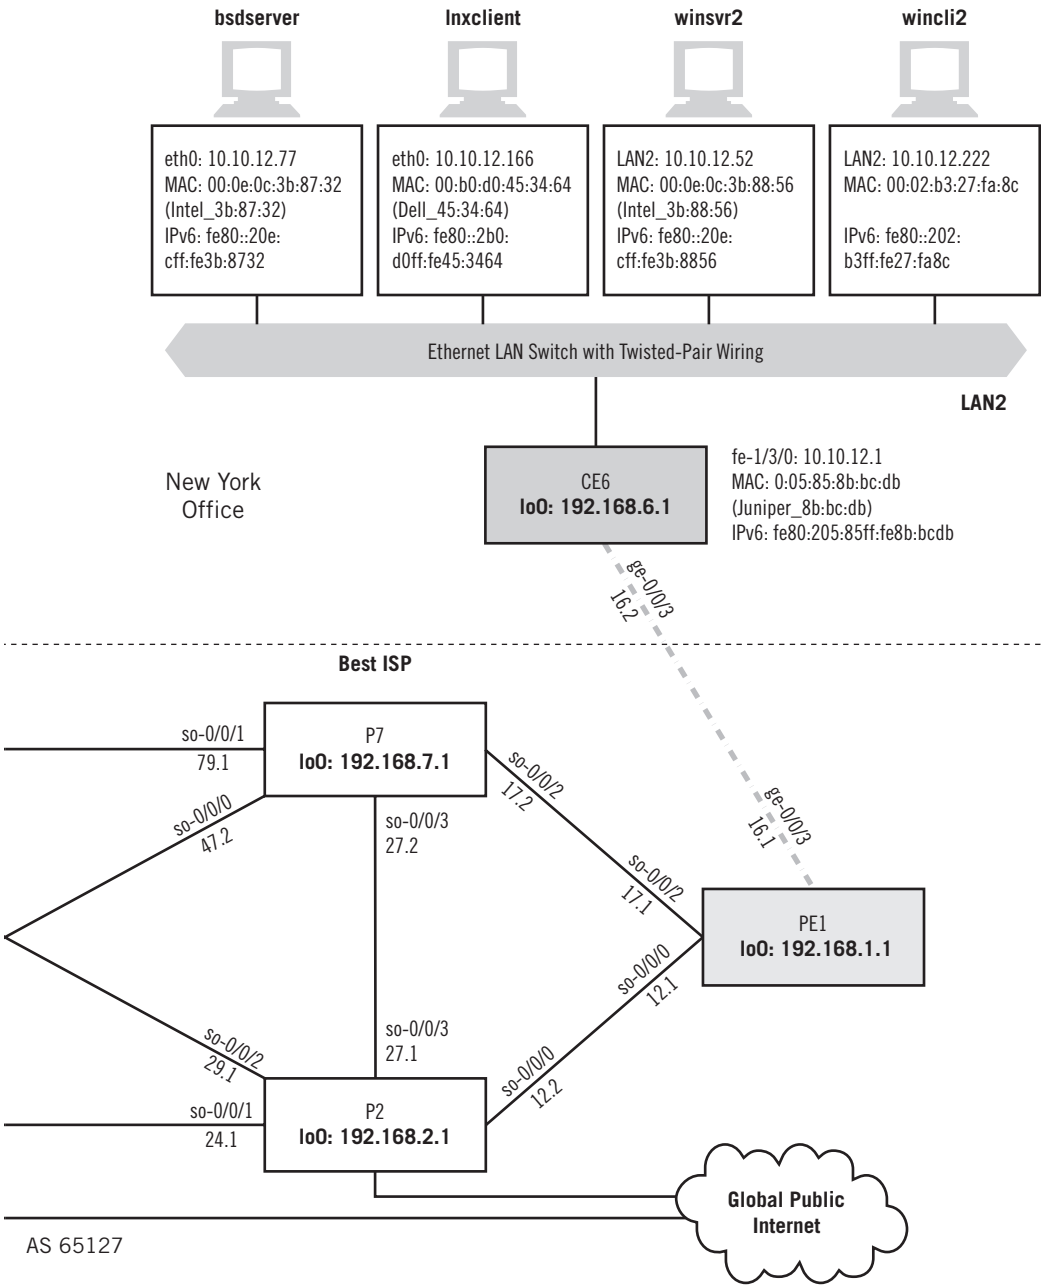 bsdserver
lnxclient
winsvr2
wincli2
eth0: 10.10.12.77
MAC: 00:0e:0c:3b:87:32
(Intel_3b:87:32)
IPv6: fe80::20e:
cff:fe3b:8732
eth0: 10.10.12.166
MAC: 00:b0:d0:45:34:64
(Dell_45:34:64)
IPv6: fe80::2b0:
d0ff:fe45:3464
LAN2: 10.10.12.52
MAC: 00:0e:0c:3b:88:56
(Intel_3b:88:56)
IPv6: fe80::20e:
cff:fe3b:8856
LAN2: 10.10.12.222
MAC: 00:02:b3:27:fa:8c
IPv6: fe80::202:
b3ff:fe27:fa8c
Ethernet LAN Switch with Twisted-Pair Wiring
LAN2
New York
Office
CE6
lo0: 192.168.6.1
fe-1/3/0: 10.10.12.1
MAC: 0:05:85:8b:bc:db
(Juniper_8b:bc:db)
IPv6: fe80:205:85ff:fe8b:bcdb
ge-0/0/3
16.2
Best ISP
so-0/0/1
79.1
P7
lo0: 192.168.7.1
so-0/0/2
17.2
so-0/0/0
47.2
so-0/0/3
27.2
ge-0/0/3
16.1
so-0/0/2
17.1
PE1
lo0: 192.168.1.1
so-0/0/0
12.1
so-0/0/2
29.1
so-0/0/3
27.1
so-0/0/0
12.2
so-0/0/1
24.1
P2
lo0: 192.168.2.1
Global Public
Internet
AS 65127